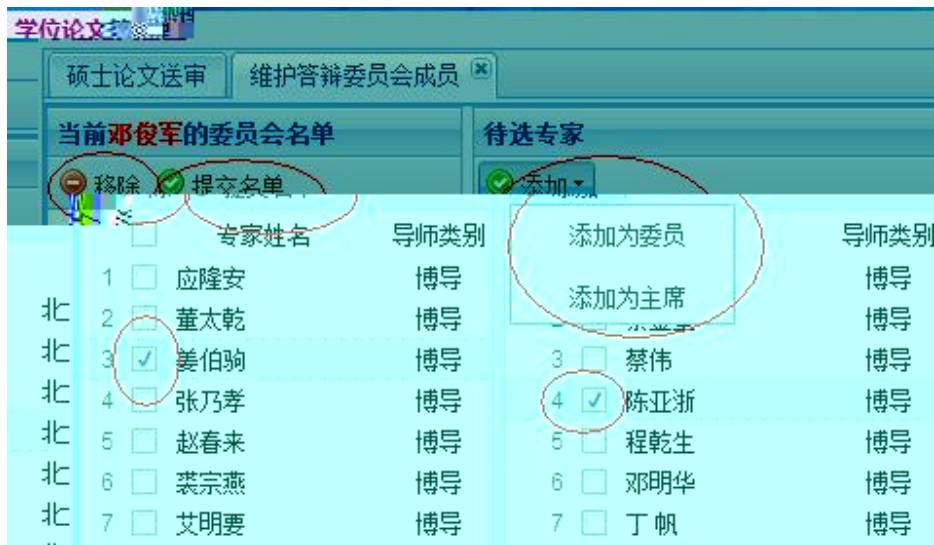 学位论文
硕士论文送审 维护答辩委员会成员
当前邓俊军的委员会名单 待选专家
移除 提交名单 添加
专家姓名 导师类别 添加为委员 导师类别
1 应隆安 博导 博导
添加为主席
北 2 董太乾 博导 博导
北 3 姜伯驹 博导 3 蔡伟 博导
北 4 张乃孝 博导 4 陈亚浙 博导
北 5 赵春来 博导 5 程乾生 博导
北 6 裘宗燕 博导 6 邓明华 博导
北 7 艾明要 博导 7 丁帆 博导